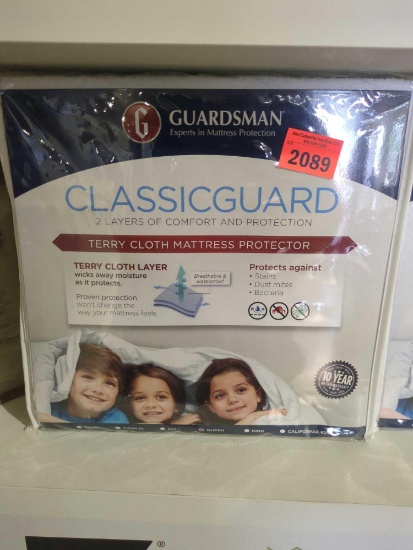 G GUARDSMAN
Experts in Mattress Protection
2089
CLASSICGUARD
2 LAYERS OF COMFORT AND PROTECTION
TERRY CLOTH MATTRESS PROTECTOR
TERRY CLOTH LAYER
wicks away moisture
as it protects.
Breathable &
waterproof
Proven protection
won't change the
way your mattress feels
Protects against
• Stains
• Dust mites
• Bacteria
10 YEAR
QUEEN
KING
CALIFORNIA